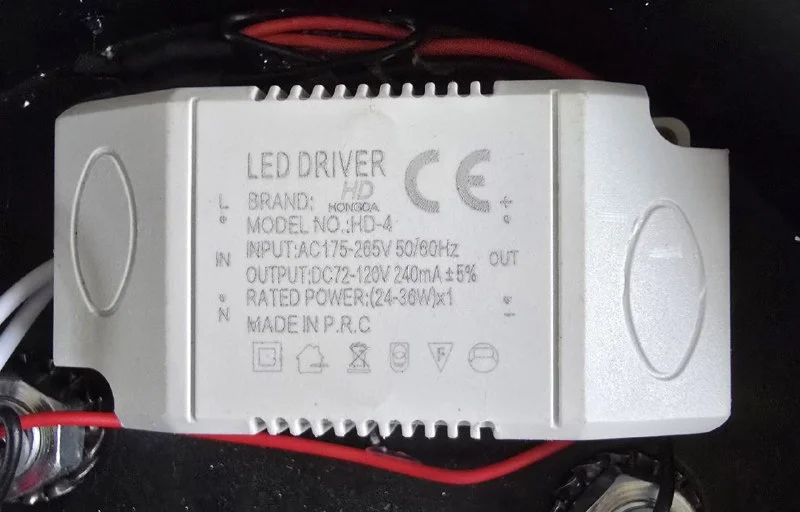 LED DRIVER
CE
HD
BRAND: HONGDA
MODEL NO.:HD-4
INPUT:AC175-265V 50/60Hz
OUTPUT:DC72-120V 240mA ±5%
RATED POWER:(24-36W)x1
MADE IN P.R.C
L
IN
N
+
OUT
-
F